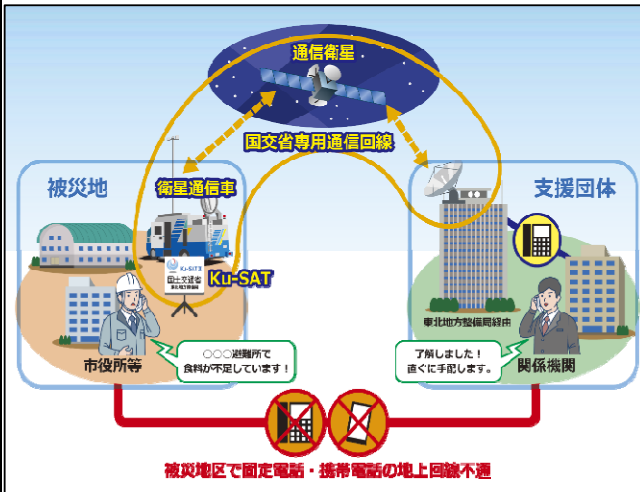 通信衛星
国交省専用通信回線
被災地
衛星通信車
支援団体
Ku-SATⅡ
国土交通省
Ku-SAT
東北地方整備局経由
市役所等
○○○避難所で
食料が不足しています!
了解しました!
直ぐに手配します。
関係機関
被災地区で固定電話・携帯電話の地上回線不通